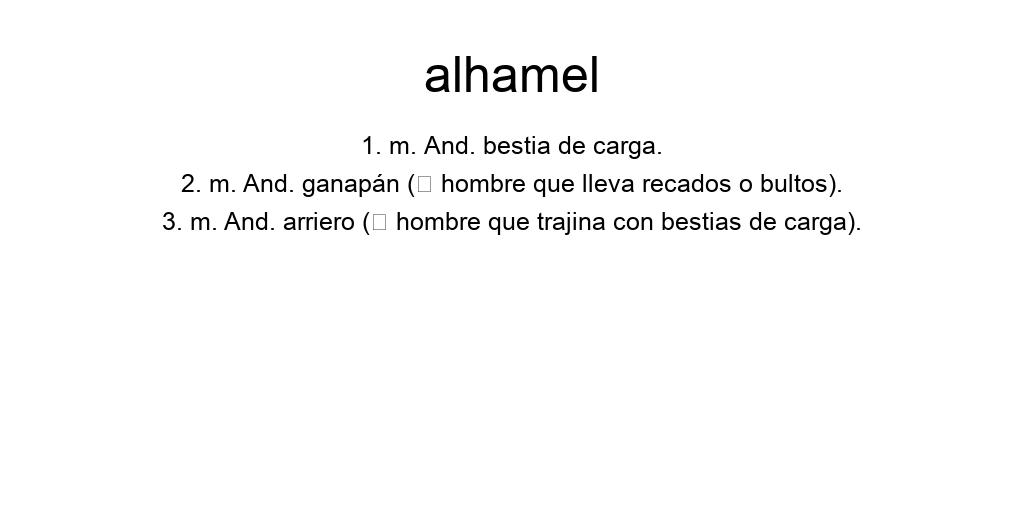 alhamel
1. m. And. bestia de carga.
2. m. And. ganapán (□ hombre que lleva recados o bultos).
3. m. And. arriero (□ hombre que trajina con bestias de carga).